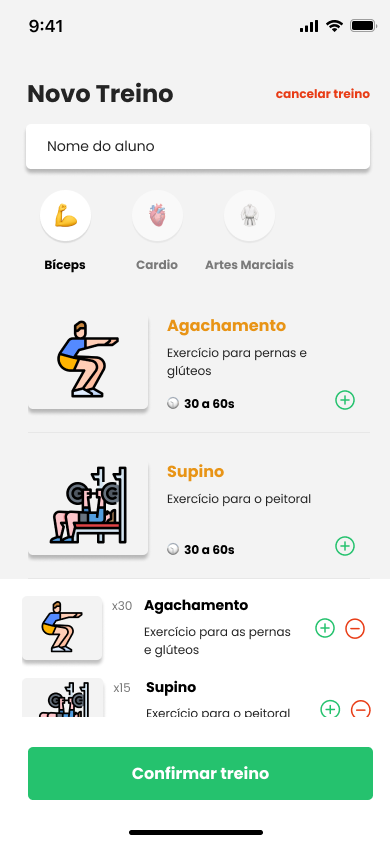 9:41
Novo Treino
cancelar treino
Nome do aluno
Bíceps
Cardio
Artes Marciais
Agachamento
Exercício para pernas e
glúteos
30 a 60s
Supino
Exercício para o peitoral
30 a 60s
x30
Agachamento
Exercício para as pernas
e glúteos
x15
Supino
Exercício para o peitoral
Confirmar treino